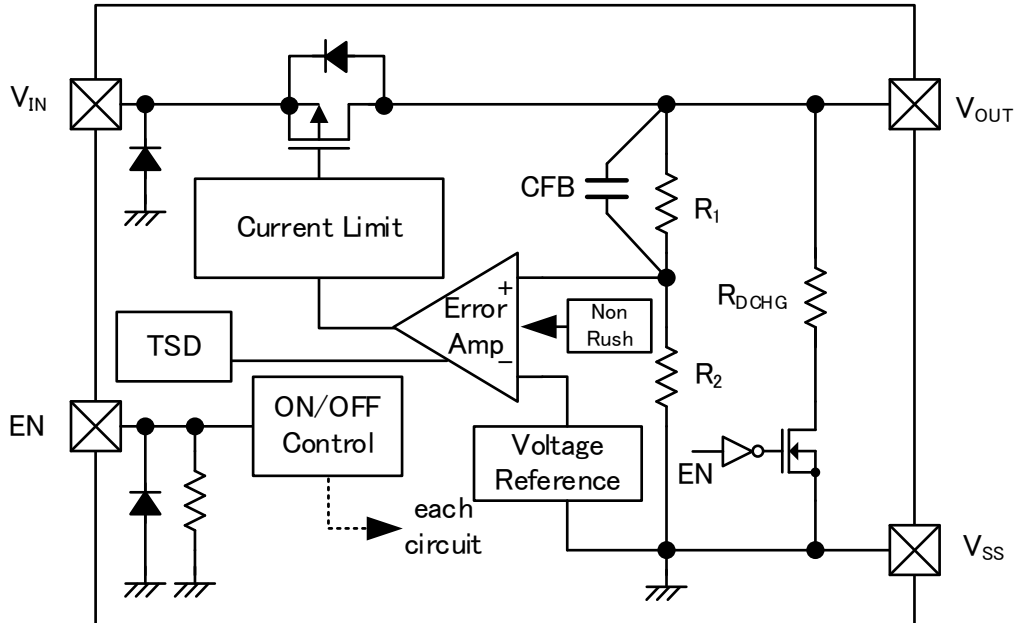 VIN
VOUT
CFB
R1
Current Limit
RDCHG
+
Error
Amp
−
Non
Rush
TSD
R2
EN
ON/OFF
Control
Voltage
Reference
EN
each
circuit
VSS